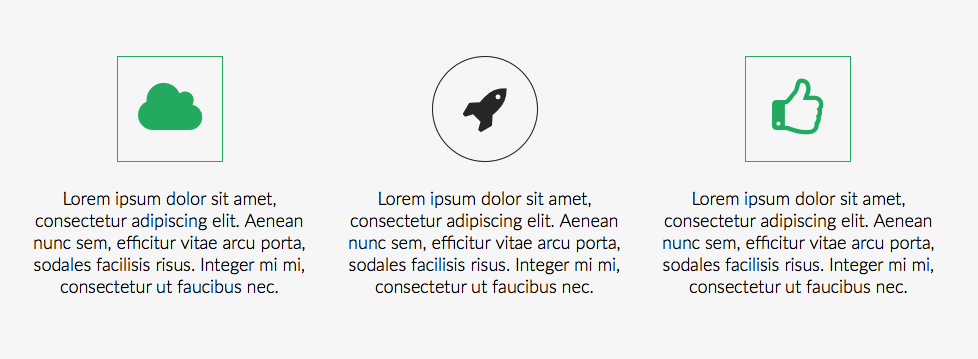 Lorem ipsum dolor sit amet,
consectetur adipiscing elit. Aenean
nunc sem, efficitur vitae arcu porta,
sodales facilisis risus. Integer mi mi,
consectetur ut faucibus nec.
Lorem ipsum dolor sit amet,
consectetur adipiscing elit. Aenean
nunc sem, efficitur vitae arcu porta,
sodales facilisis risus. Integer mi mi,
consectetur ut faucibus nec.
Lorem ipsum dolor sit amet,
consectetur adipiscing elit. Aenean
nunc sem, efficitur vitae arcu porta,
sodales facilisis risus. Integer mi mi,
consectetur ut faucibus nec.